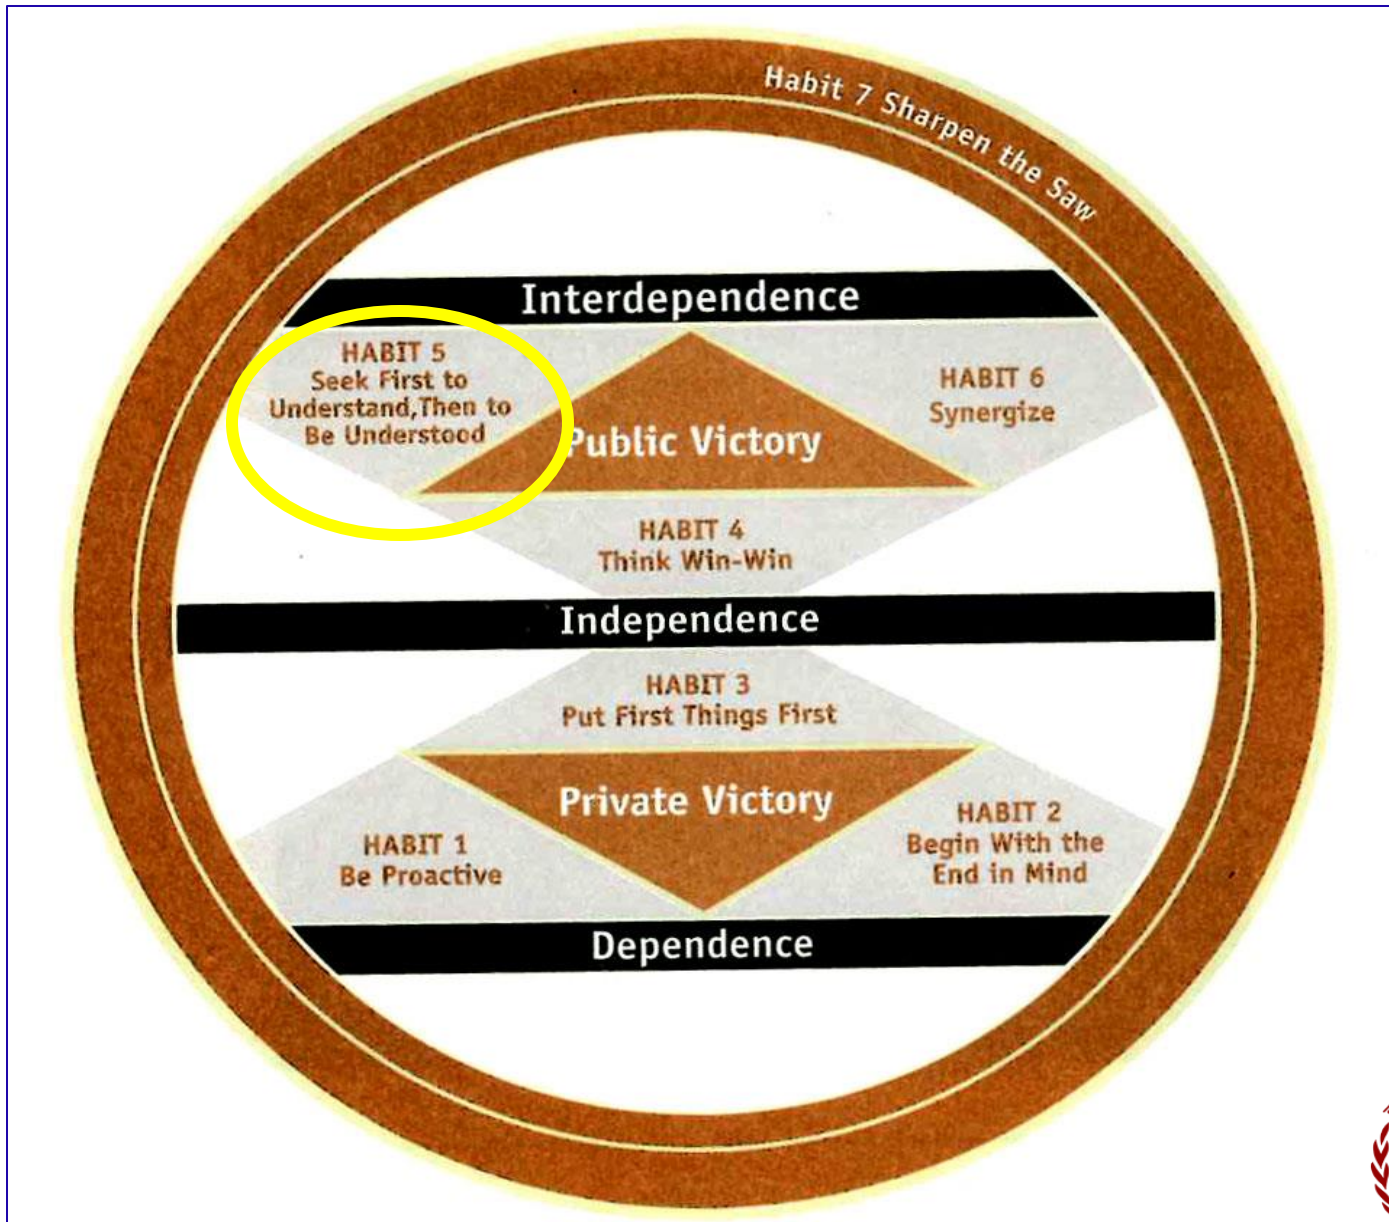 Habit 7 Sharpen the Saw
Interdependence
HABIT 5
Seek First to
Understand,Then to
Be Understood
HABIT 6
Synergize
Public Victory
HABIT 4
Think Win-Win
Independence
HABIT 3
Put First Things First
Private Victory
HABIT 1
Be Proactive
HABIT 2
Begin With the
End in Mind
Dependence